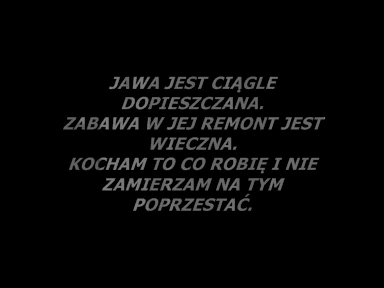 JAWA JEST CIĄGLE
DOPIESZCZANA.
ZABAWA W JEJ REMONT JEST
WIECZNA.
KOCHAM TO CO ROBIĘ I NIE
ZAMIERZAM NA TYM
POPRZESTAĆ.